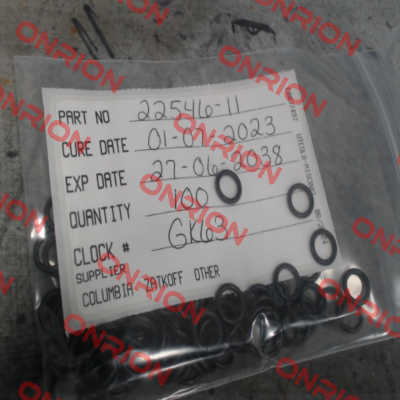 ONRION
PART NO 22546-11
CURE DATE 01-07-2023
EXP DATE 27-06-2038
QUANTITY 100
CLOCK # GK63
SUPPLIER
COLUMBIA ZATKOFF OTHER